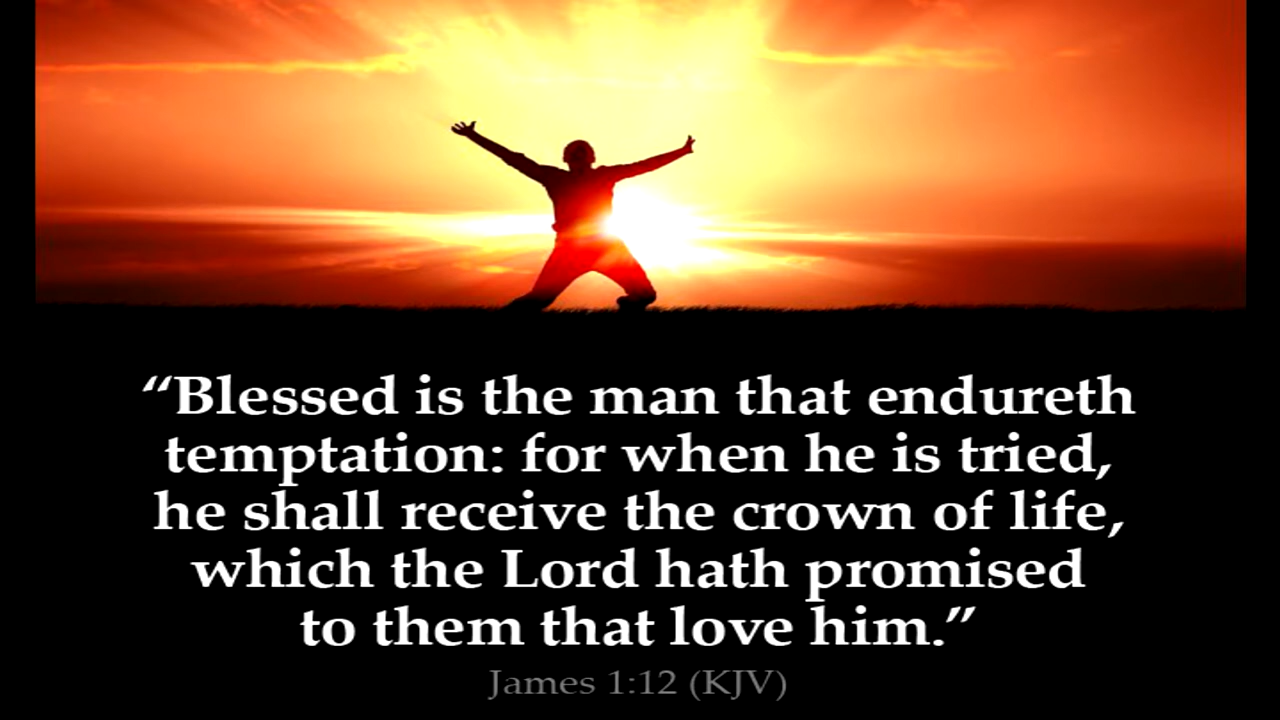 “Blessed is the man that endureth
temptation: for when he is tried,
he shall receive the crown of life,
which the Lord hath promised
to them that love him.”
James 1:12 (KJV)